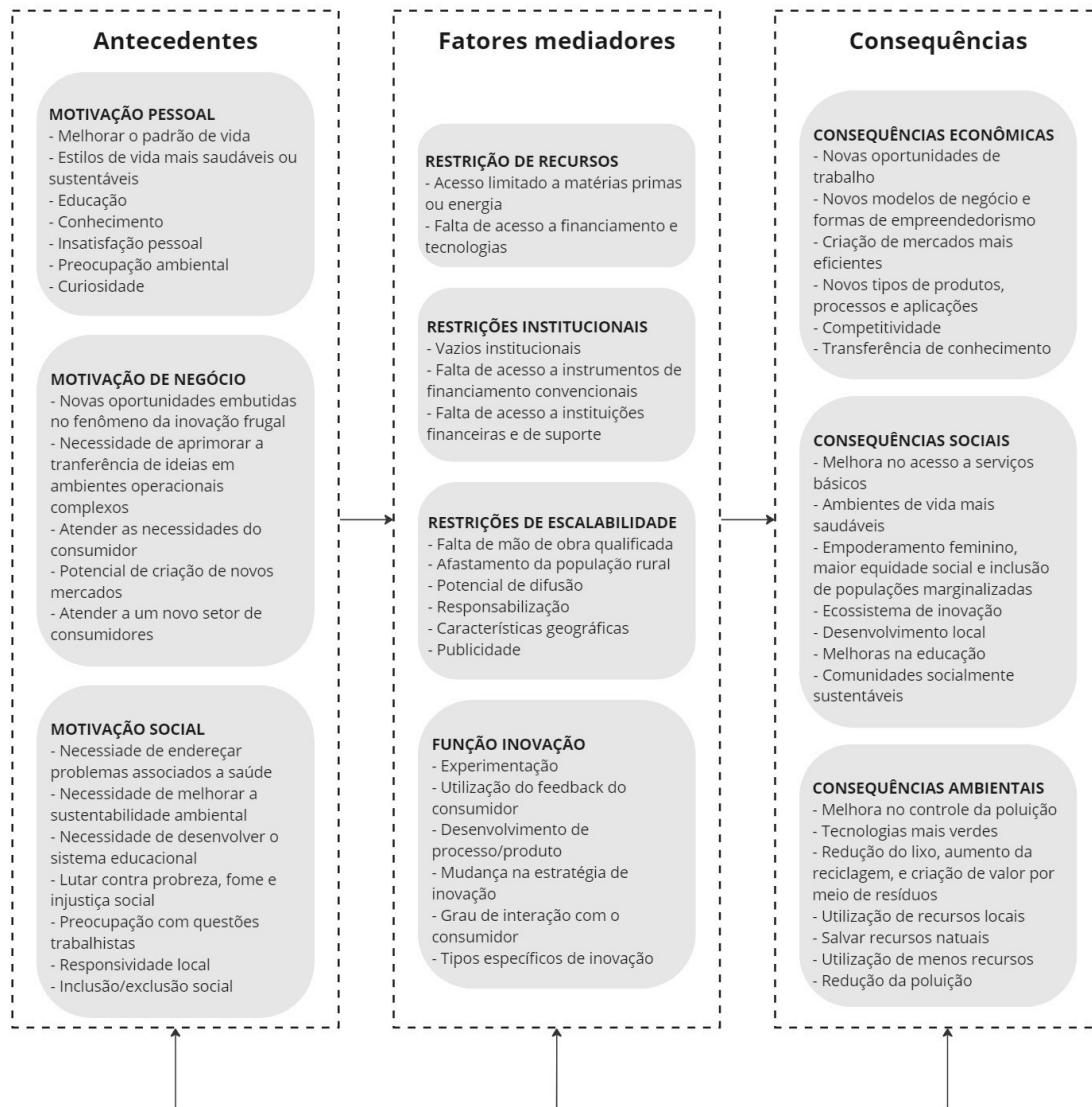 Antecedentes
MOTIVAÇÃO PESSOAL
- Melhorar o padrão de vida
- Estilos de vida mais saudáveis ou
sustentáveis
- Educação
- Conhecimento
- Insatisfação pessoal
- Preocupação ambiental
- Curiosidade
MOTIVAÇÃO DE NEGÓCIO
- Novas oportunidades embutidas
no fenômeno da inovação frugal
- Necessidade de aprimorar a
tranferência de ideias em
ambientes operacionais
complexos
- Atender as necessidades do
consumidor
- Potencial de criação de novos
mercados
- Atender a um novo setor de
consumidores
MOTIVAÇÃO SOCIAL
- Necessiade de endereçar
problemas associados a saúde
- Necessidade de melhorar a
sustentabilidade ambiental
- Necessidade de desenvolver o
sistema educacional
- Lutar contra probreza, fome e
injustiça social
- Preocupação com questões
trabalhistas
- Responsividade local
- Inclusão/exclusão social
Fatores mediadores
RESTRIÇÃO DE RECURSOS
- Acesso limitado a matérias primas
ou energia
- Falta de acesso a financiamento e
tecnologias
RESTRIÇÕES INSTITUCIONAIS
- Vazios institucionais
- Falta de acesso a instrumentos de
financiamento convencionais
- Falta de acesso a instituições
financeiras e de suporte
RESTRIÇÕES DE ESCALABILIDADE
- Falta de mão de obra qualificada
- Afastamento da população rural
- Potencial de difusão
- Responsabilização
- Características geográficas
- Publicidade
FUNÇÃO INOVAÇÃO
- Experimentação
- Utilização do feedback do
consumidor
- Desenvolvimento de
processo/produto
- Mudança na estratégia de
inovação
- Grau de interação com o
consumidor
- Tipos específicos de inovação
Consequências
CONSEQUÊNCIAS ECONÔMICAS
- Novas oportunidades de
trabalho
- Novos modelos de negócio e
formas de empreendedorismo
- Criação de mercados mais
eficientes
- Novos tipos de produtos,
processos e aplicações
- Competitividade
- Transferência de conhecimento
CONSEQUÊNCIAS SOCIAIS
- Melhora no acesso a serviços
básicos
- Ambientes de vida mais
saudáveis
- Empoderamento feminino,
maior equidade social e inclusão
de populações marginalizadas
- Ecossistema de inovação
- Desenvolvimento local
- Melhoras na educação
- Comunidades socialmente
sustentáveis
CONSEQUÊNCIAS AMBIENTAIS
- Melhora no controle da poluição
- Tecnologias mais verdes
- Redução do lixo, aumento da
reciclagem, e criação de valor por
meio de resíduos
- Utilização de recursos locais
- Salvar recursos natuais
- Utilização de menos recursos
- Redução da poluição